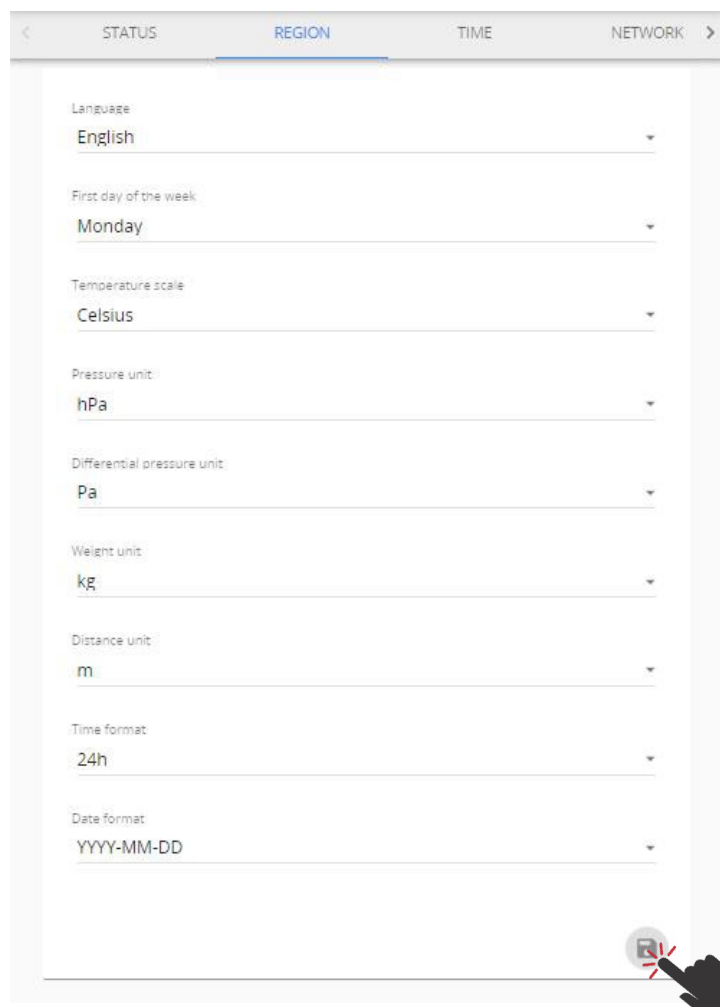 STATUS REGION TIME NETWORK
Language
English
First day of the week
Monday
Temperature scale
Celsius
Pressure unit
hPa
Differential pressure unit
Pa
Weight unit
kg
Distance unit
m
Time format
24h
Date format
YYYY-MM-DD